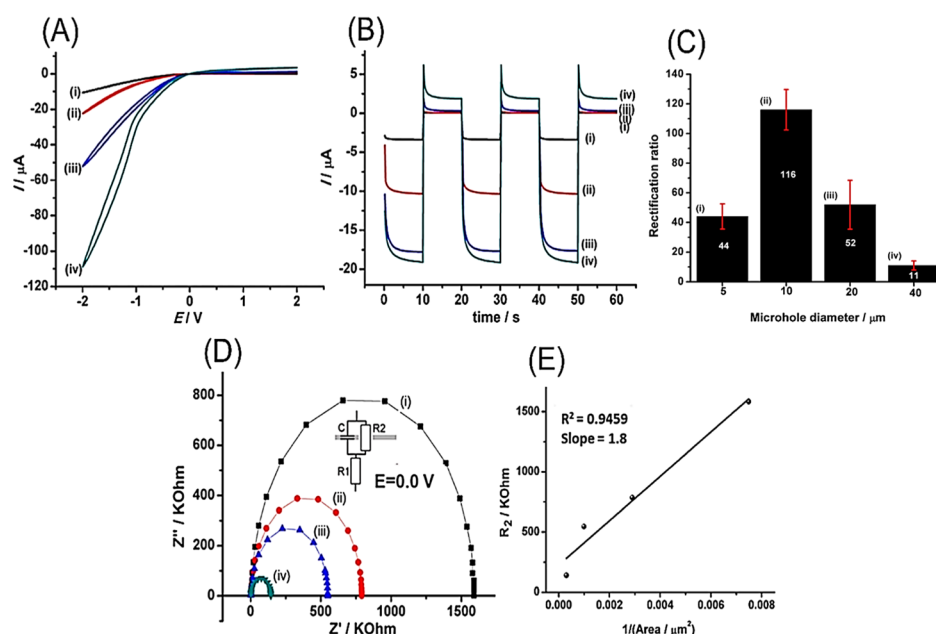 (A)
0
-20
-40
-60
-80
-100
-120
I / µA
(i)
(ii)
(iii)
(iv)
-2 -1 0 1 2
E / V
(B)
5
0
-5
-10
-15
-20
I / µA
(iv)
(iii)
(ii)
(i)
(i)
(ii)
(iii)
(iv)
0 10 20 30 40 50 60
time / s
(C)
140
120
100
80
60
40
20
0
Rectification ratio
(i)
44
(ii)
116
(iii)
52
(iv)
11
5 10 20 40
Microhole diameter / µm
(D)
800
600
400
200
0
Z'' / KOhm
(i)
C R2
R1
E=0.0 V
(ii)
(iii)
(iv)
0 500 1000 1500
Z' / KOhm
(E)
1500
1000
500
0
R2 / KOhm
R² = 0.9459
Slope = 1.8
0.000 0.002 0.004 0.006 0.008
1/(Area / µm²)